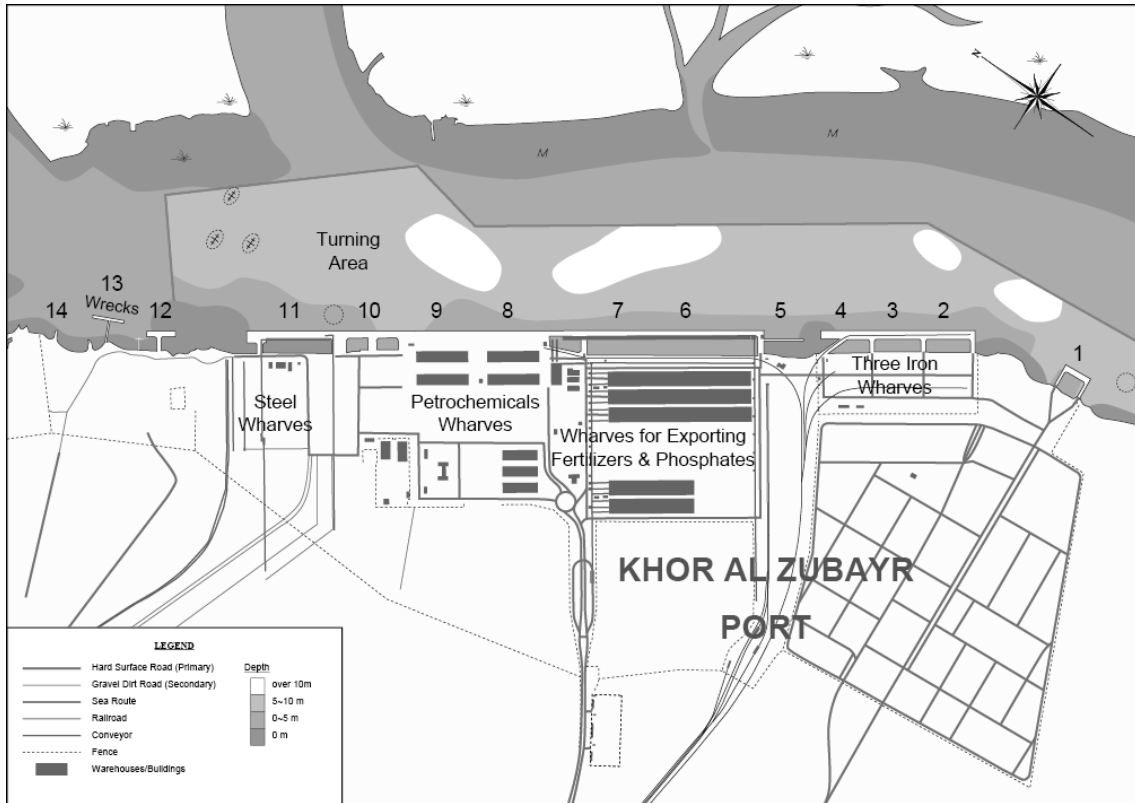 N
M
M
Turning
Area
13
Wrecks
14
12
11
10
9
8
7
6
5
4
3
2
1
Three Iron
Wharves
Steel
Wharves
Petrochemicals
Wharves
Wharves for Exporting
Fertilizers & Phosphates
KHOR AL ZUBAYR
PORT
LEGEND
Hard Surface Road (Primary)
Gravel Dirt Road (Secondary)
Sea Route
Railroad
Conveyor
Fence
Warehouses/Buildings
Depth
over 10m
5~10 m
0~5 m
0 m